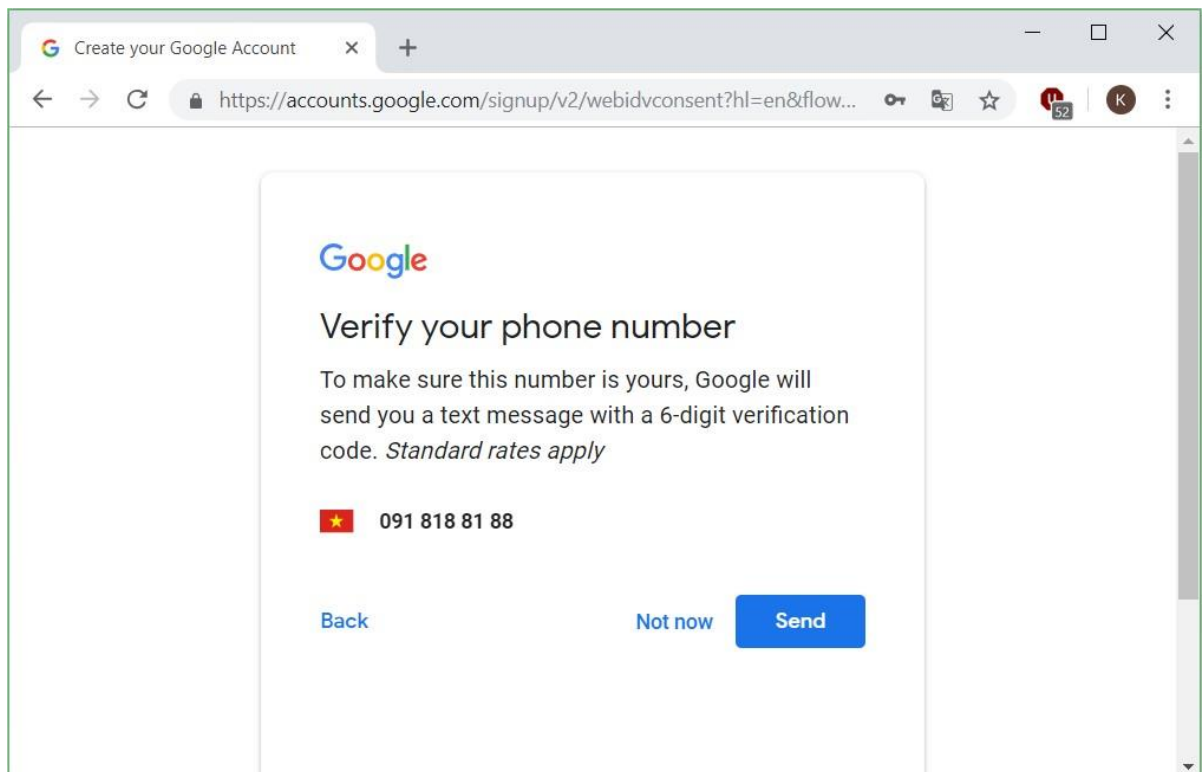 Create your Google Account
https://accounts.google.com/signup/v2/webidvconsent?hl=en&flow...
52
K
Google
Verify your phone number
To make sure this number is yours, Google will
send you a text message with a 6-digit verification
code. Standard rates apply
091 818 81 88
Back
Not now
Send